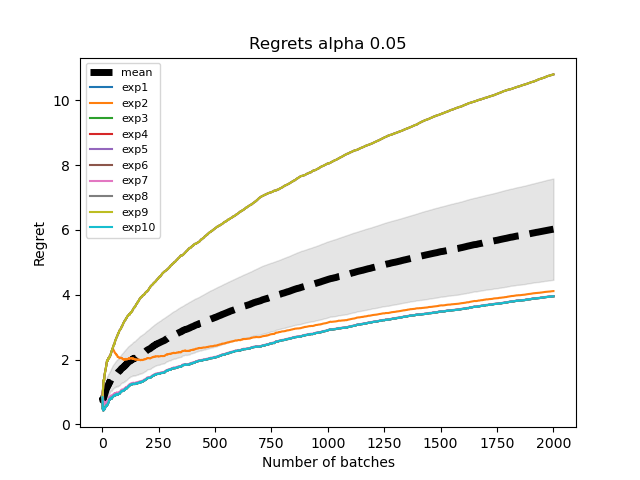 Regrets alpha 0.05
mean
exp1
exp2
exp3
exp4
exp5
exp6
exp7
exp8
exp9
exp10
Regret
10
8
6
4
2
0
0 250 500 750 1000 1250 1500 1750 2000
Number of batches